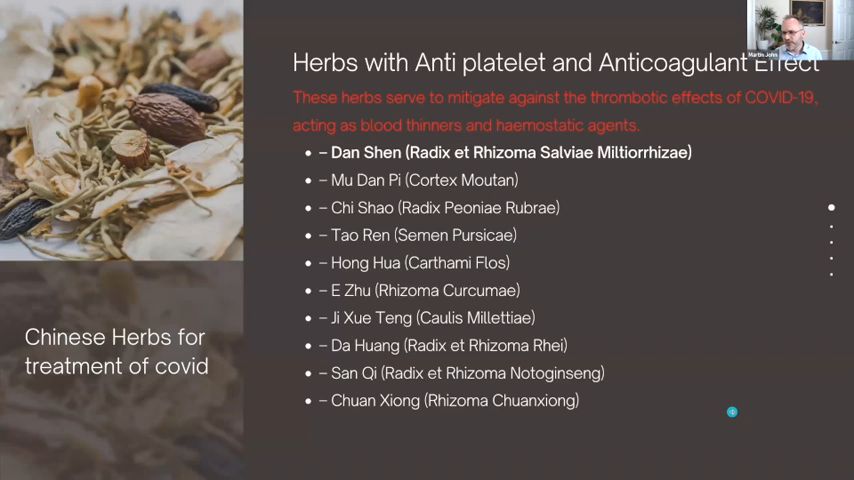 Martin John
Herbs with Anti platelet and Anticoagulant Effect
These herbs serve to mitigate against the thrombotic effects of COVID-19,
acting as blood thinners and haemostatic agents.
• – Dan Shen (Radix et Rhizoma Salviae Miltiorrhizae)
• – Mu Dan Pi (Cortex Moutan)
• – Chi Shao (Radix Peoniae Rubrae)
• – Tao Ren (Semen Pursicae)
• – Hong Hua (Carthami Flos)
• – E Zhu (Rhizoma Curcumae)
• – Ji Xue Teng (Caulis Millettiae)
• – Da Huang (Radix et Rhizoma Rhei)
• – San Qi (Radix et Rhizoma Notoginseng)
• – Chuan Xiong (Rhizoma Chuanxiong)
Chinese Herbs for
treatment of covid